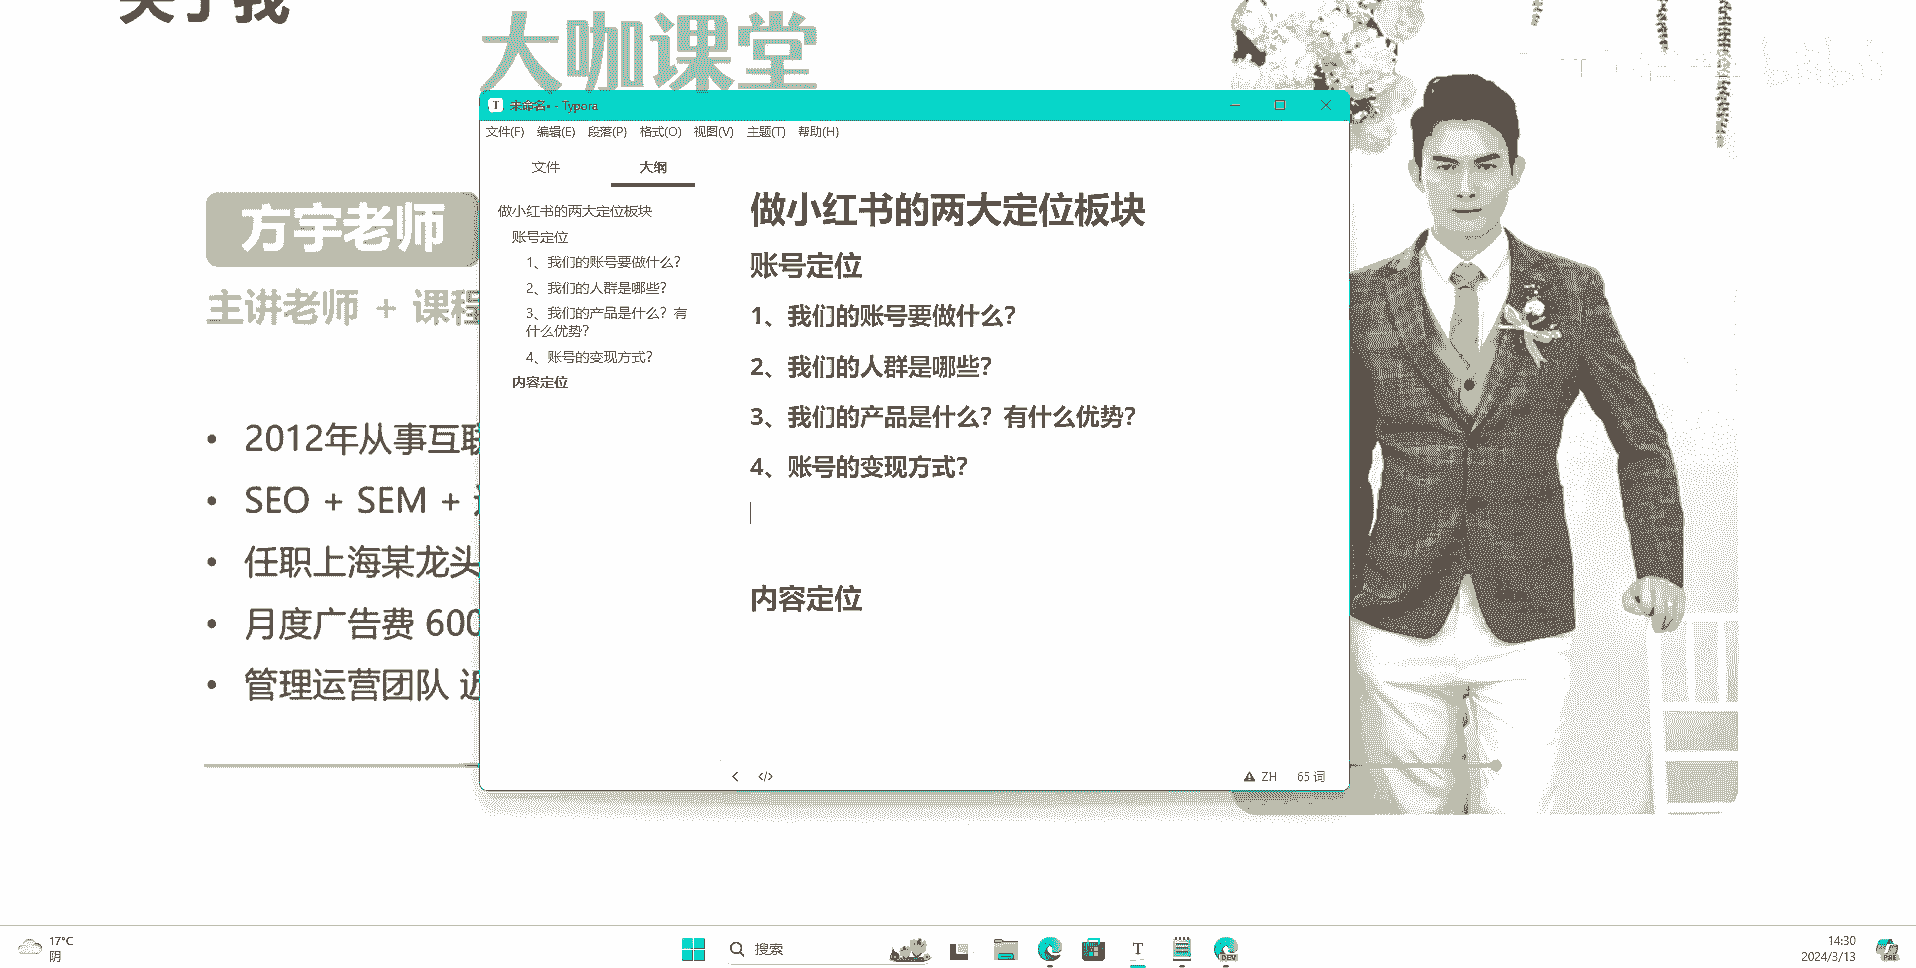 关于我
大咖课堂
bilibili
未命名• - Typora
文件(F) 编辑(E) 段落(P) 格式(O) 视图(V) 主题(T) 帮助(H)
文件 大纲
做小红书的两大定位板块
账号定位
1、我们的账号要做什么？
2、我们的人群是哪些？
3、我们的产品是什么？有
什么优势？
4、账号的变现方式？
内容定位
做小红书的两大定位板块
账号定位
1、我们的账号要做什么？
2、我们的人群是哪些？
3、我们的产品是什么？有什么优势？
4、账号的变现方式？
内容定位
ZH 65 词
方宇老师
主讲老师 + 课程
• 2012年从事互联
• SEO + SEM +
• 任职上海某龙头
• 月度广告费 600
• 管理运营团队 近
17°C
阴
搜索
T
DEV
14:30
2024/3/13
PRE